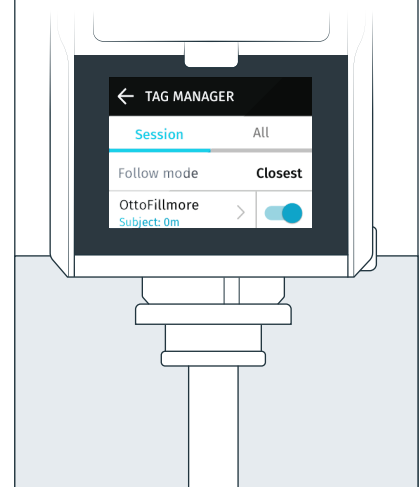 TAG MANAGER
Session All
Follow mode Closest
OttoFillmore
Subject: 0m